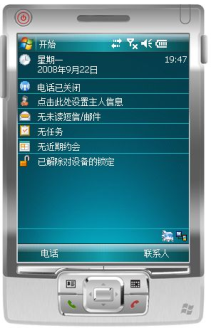 开始
星期一 19:47
2008年9月22日
电话已关闭
点击此处设置主人信息
无未读短信/邮件
无任务
无近期约会
已解除对设备的锁定
电话 联系人